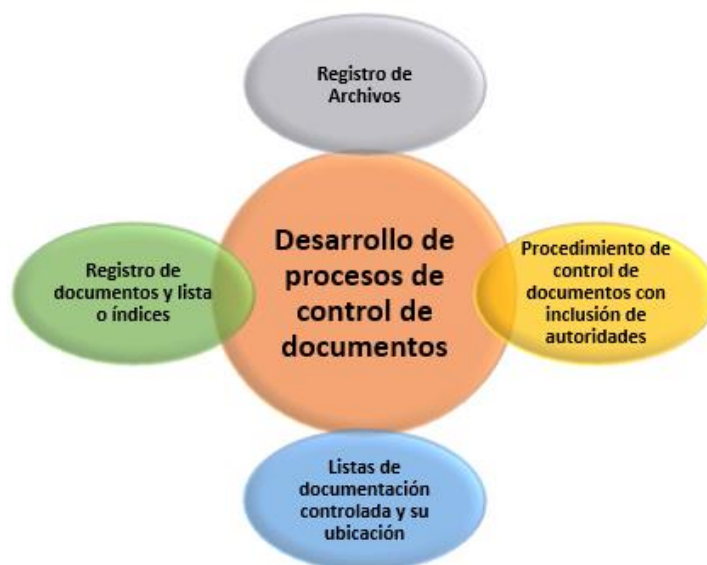 Registro de
Archivos
Desarrollo de
procesos de
control de
documentos
Registro de
documentos y lista
o índices
Procedimiento de
control de
documentos con
inclusión de
autoridades
Listas de
documentación
controlada y su
ubicación